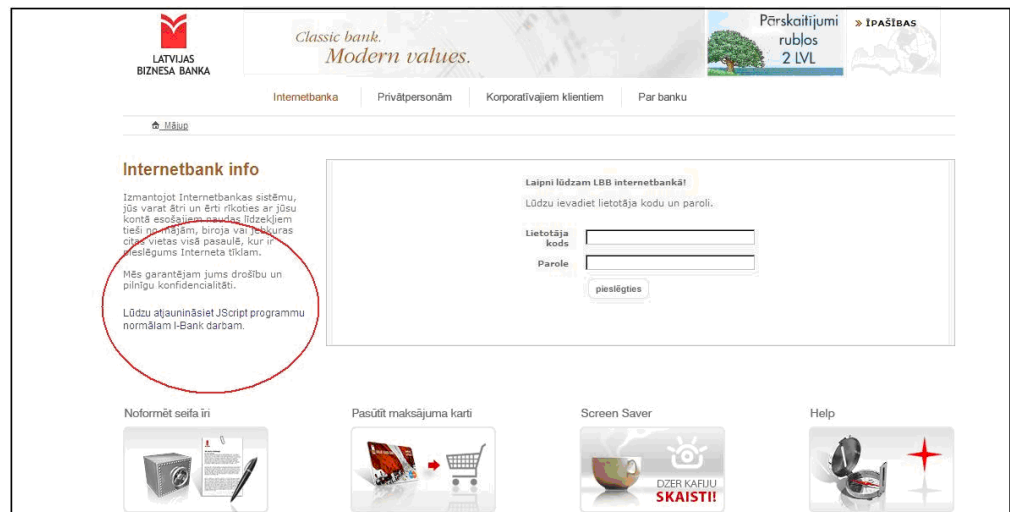 LATVIJAS
BIZNESA BANKA
Classic bank.
Modern values.
Pārskaitījumi
rubļos
2 LVL
» ĪPAŠĪBAS
Internetbanka
Privātpersonām
Korporatīvajiem klientiem
Par banku
Mājup
Internetbank info
Izmantojot Internetbankas sistēmu,
jūs varat ātri un ērti rīkoties ar jūsu
kontā esošajiem naudas līdzekļiem
tieši no mājām, biroja vai jebkuras
citas vietas visā pasaulē, kur ir
pieslēgums Interneta tīklam.
Mēs garantējam jums drošību un
pilnīgu konfidencialitāti.
Lūdzu atjaunināsiet JScript programmu
normālam I-Bank darbam.
Laipni lūdzam LBB internetbankā!
Lūdzu ievadiet lietotāja kodu un paroli.
Lietotāja
kods
Parole
pieslēgties
Noformēt seifa īri
Pasūtīt maksājuma karti
Screen Saver
Help
DZER KAFIJU
SKAISTI!